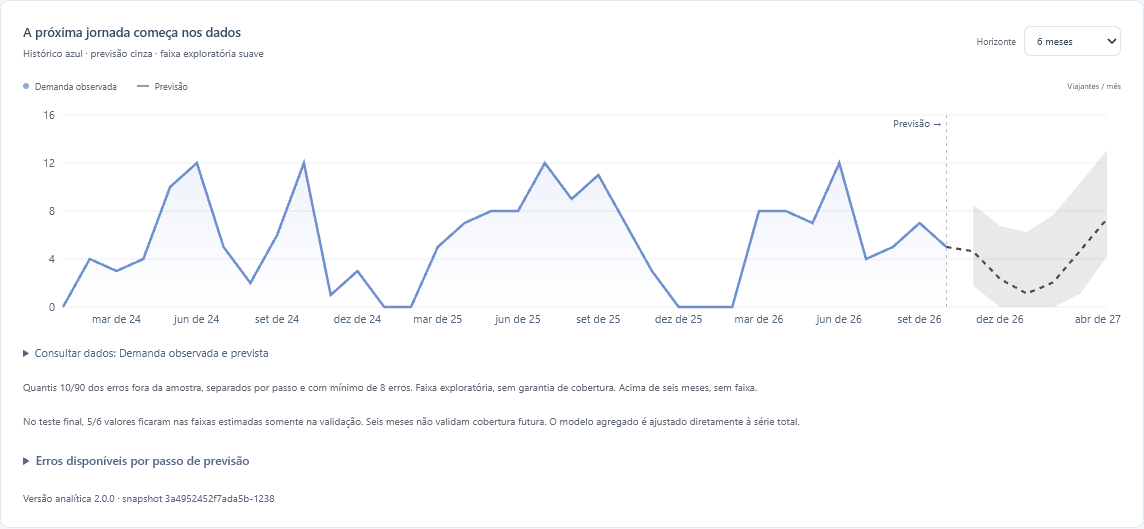 A próxima jornada começa nos dados
Histórico azul · previsão cinza · faixa exploratória suave
Horizonte 6 meses
Demanda observada Previsão
Viajantes / mês
16
Previsão →
12
8
4
0
mar de 24 jun de 24 set de 24 dez de 24 mar de 25 jun de 25 set de 25 dez de 25 mar de 26 jun de 26 set de 26 dez de 26 abr de 27
Consultar dados: Demanda observada e prevista
Quantis 10/90 dos erros fora da amostra, separados por passo e com mínimo de 8 erros. Faixa exploratória, sem garantia de cobertura. Acima de seis meses, sem faixa.
No teste final, 5/6 valores ficaram nas faixas estimadas somente na validação. Seis meses não validam cobertura futura. O modelo agregado é ajustado diretamente à série total.
Erros disponíveis por passo de previsão
Versão analítica 2.0.0 · snapshot 3a4952452f7ada5b-1238